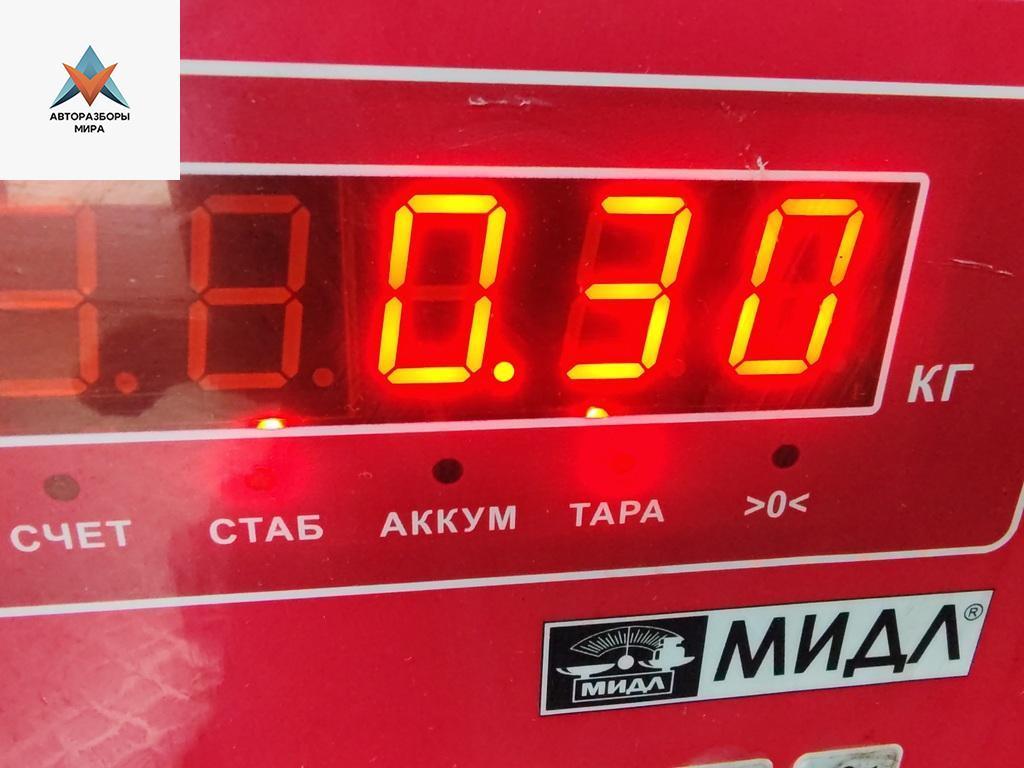 АВТОРАЗБОРЫ
МИРА
0.30
КГ
СЧЕТ СТАБ АККУМ ТАРА >0<
МИДЛ МИДЛ®